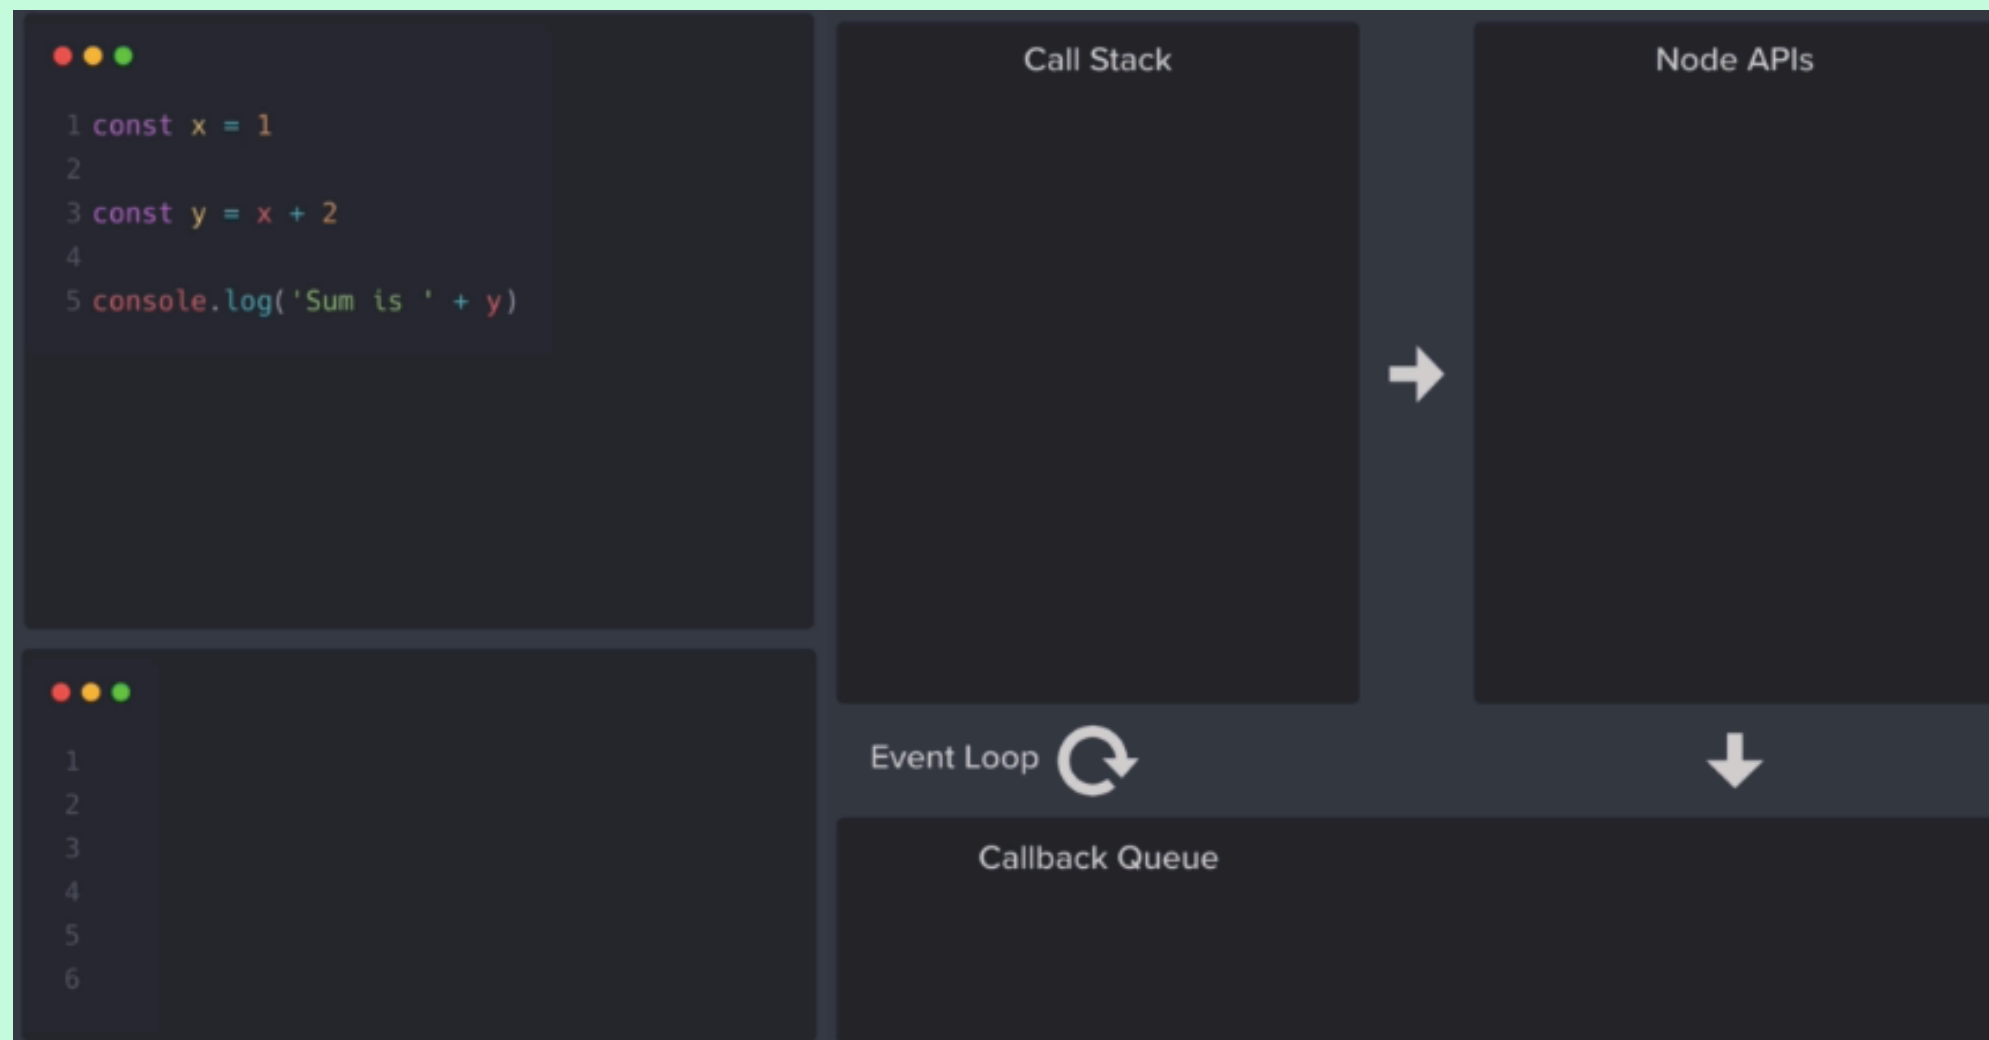 1 const x = 1
2
3 const y = x + 2
4
5 console.log('Sum is ' + y)
1
2
3
4
5
6
Call Stack
Node APIs
Event Loop
Callback Queue